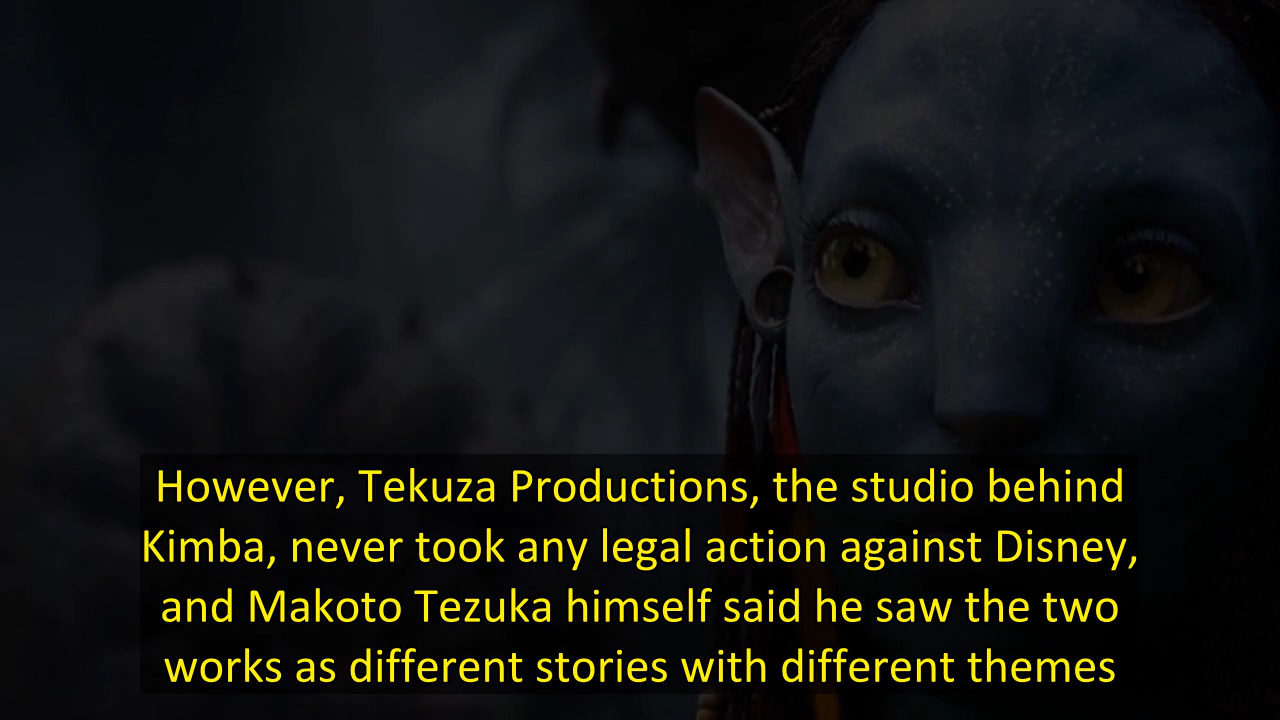 However, Tekuza Productions, the studio behind
Kimba, never took any legal action against Disney,
and Makoto Tezuka himself said he saw the two
works as different stories with different themes